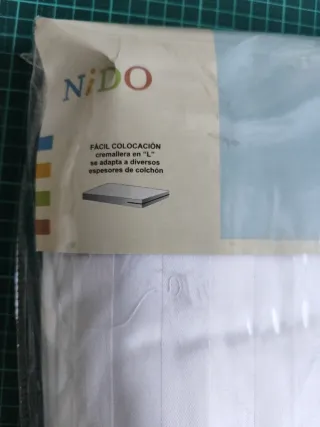 NiDO
FÁCIL COLOCACIÓN
cremallera en "L"
se adapta a diversos
espesores de colchón